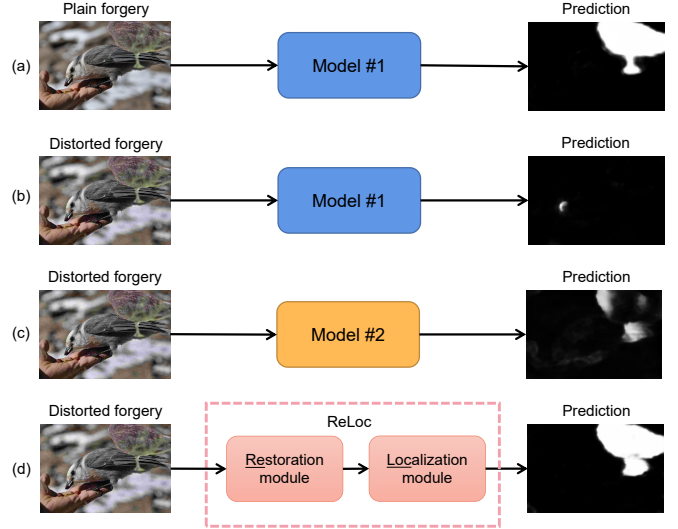 Plain forgery
Prediction
(a)
Model #1
Distorted forgery
Prediction
(b)
Model #1
Distorted forgery
Prediction
(c)
Model #2
Distorted forgery
Prediction
ReLoc
(d)
Restoration
module
Localization
module